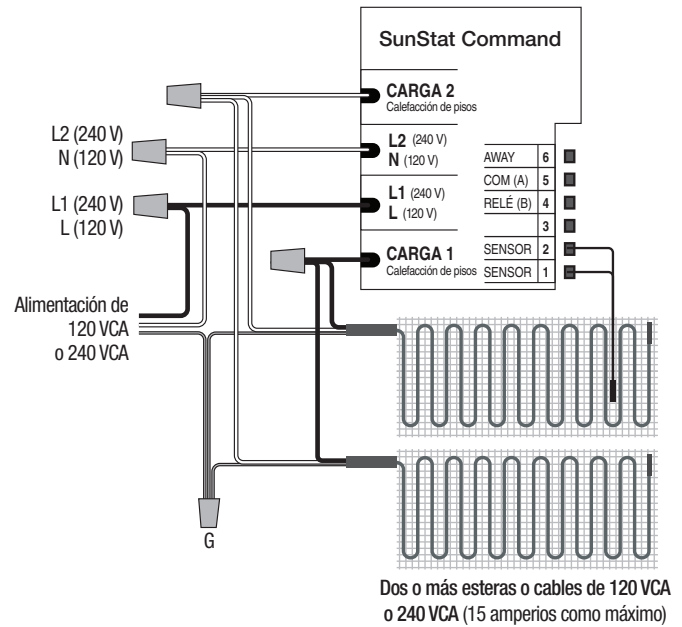 SunStat Command
CARGA 2
Calefacción de pisos
L2 (240 V)
N (120 V)
L2 (240 V)
N (120 V)
L1 (240 V)
L (120 V)
L1 (240 V)
L (120 V)
CARGA 1
Calefacción de pisos
AWAY 6
COM (A) 5
RELÉ (B) 4
3
SENSOR 2
SENSOR 1
Alimentación de
120 VCA
o 240 VCA
G
Dos o más esteras o cables de 120 VCA
o 240 VCA (15 amperios como máximo)